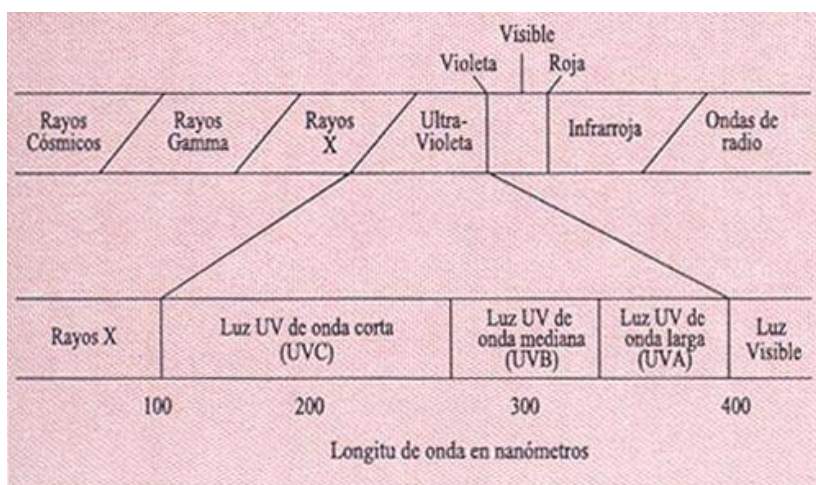 Visible
Violeta
Roja
Rayos
Cósmicos
Rayos
Gamma
Rayos
X
Ultra-
Violeta
Infrarroja
Ondas de
radio
Rayos X
Luz UV de onda corta
(UVC)
Luz UV de
onda mediana
(UVB)
Luz UV de
onda larga
(UVA)
Luz
Visible
100
200
300
400
Longitu de onda en nanómetros